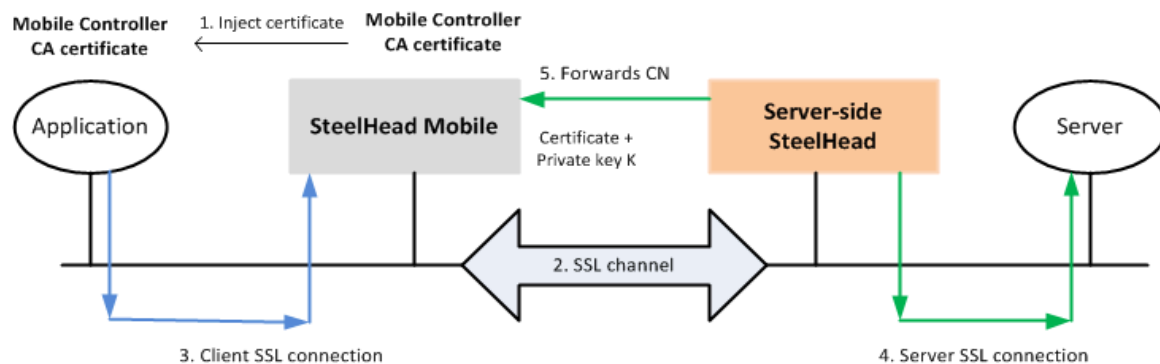 Mobile Controller
CA certificate
1. Inject certificate
Mobile Controller
CA certificate
5. Forwards CN
Application
SteelHead Mobile
Certificate +
Private key K
Server-side
SteelHead
Server
2. SSL channel
3. Client SSL connection
4. Server SSL connection